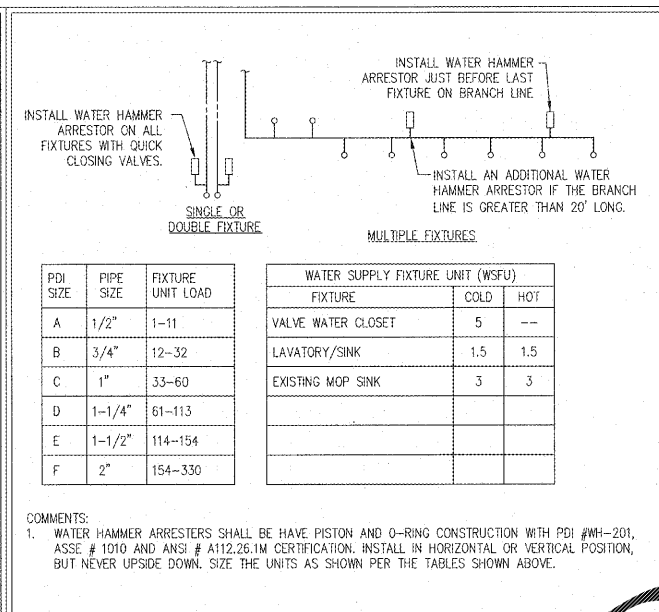 INSTALL WATER HAMMER
ARRESTOR JUST BEFORE LAST
FIXTURE ON BRANCH LINE
INSTALL WATER HAMMER
ARRESTOR ON ALL
FIXTURES WITH QUICK
CLOSING VALVES.
INSTALL AN ADDITIONAL WATER
HAMMER ARRESTOR IF THE BRANCH
LINE IS GREATER THAN 20' LONG.
SINGLE OR
DOUBLE FIXTURE
MULTIPLE FIXTURES
PDI SIZE PIPE SIZE FIXTURE UNIT LOAD
A 1/2" 1-11
B 3/4" 12-32
C 1" 33-60
D 1-1/4" 61-113
E 1-1/2" 114-154
F 2" 154-330
WATER SUPPLY FIXTURE UNIT (WSFU)
FIXTURE COLD HOT
VALVE WATER CLOSET 5 --
LAVATORY/SINK 1.5 1.5
EXISTING MOP SINK 3 3
COMMENTS:
1. WATER HAMMER ARRESTERS SHALL BE HAVE PISTON AND O-RING CONSTRUCTION WITH PDI #WH-201,
ASSE # 1010 AND ANSI # A112.26.1M CERTIFICATION. INSTALL IN HORIZONTAL OR VERTICAL POSITION,
BUT NEVER UPSIDE DOWN. SIZE THE UNITS AS SHOWN PER THE TABLES SHOWN ABOVE.